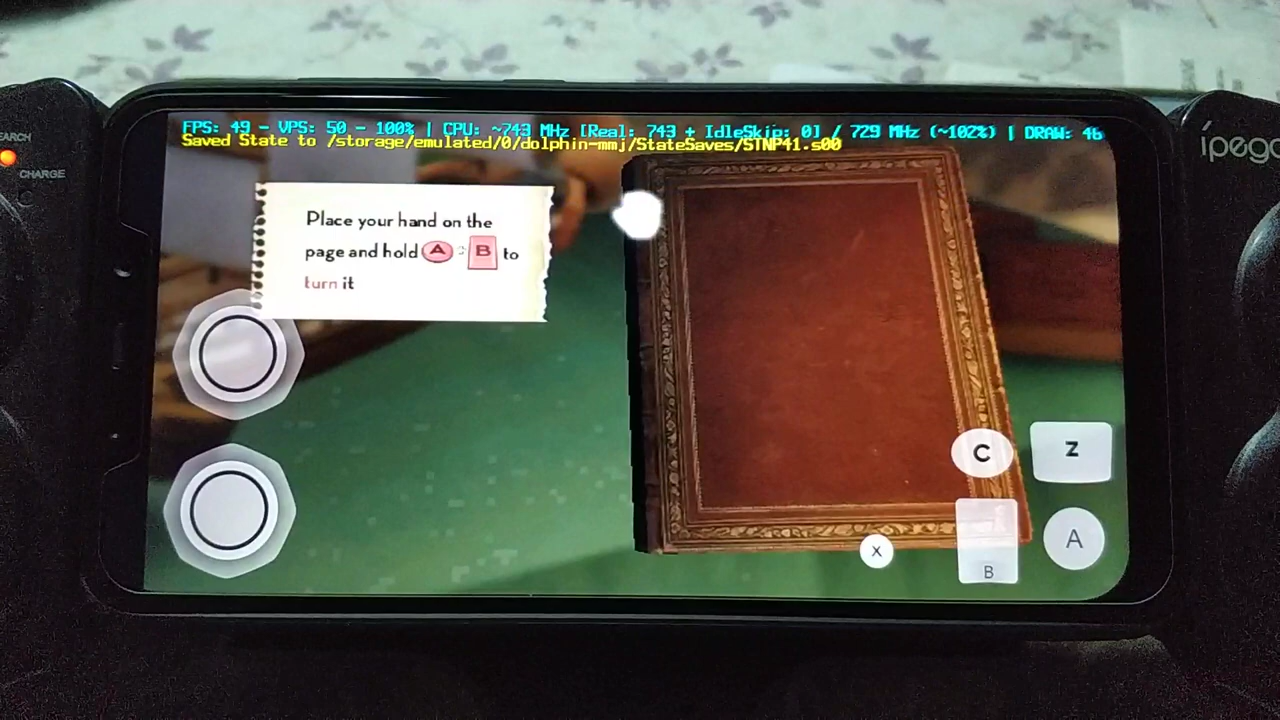 FPS: 49 - VPS: 50 - 100% | CPU: ~743 MHz [Real: 743 + IdleSkip: 0] / 729 MHz (~102%) | DRAW: 46
Saved State to /storage/emulated/0/dolphin-mmj/StateSaves/STNP41.s00
EARCH
CHARGE
ípega
Place your hand on the
page and hold A + B to
turn it
C
Z
X
B
A